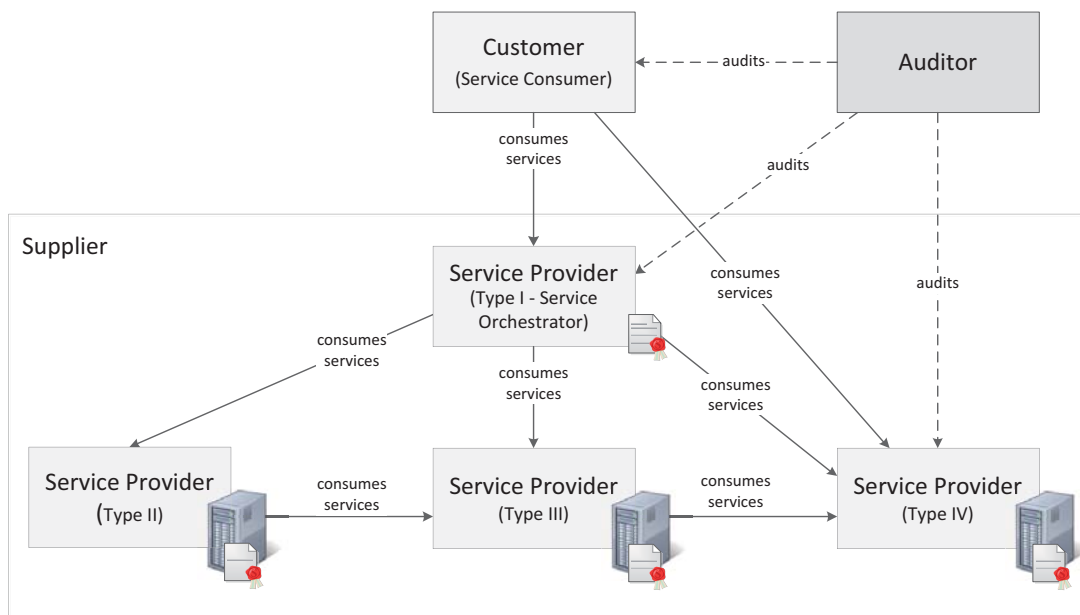 Customer
(Service Consumer)
audits
Auditor
consumes
services
audits
Supplier
Service Provider
(Type I - Service
Orchestrator)
consumes
services
audits
consumes
services
consumes
services
consumes
services
Service Provider
(Type II)
consumes
services
Service Provider
(Type III)
consumes
services
Service Provider
(Type IV)